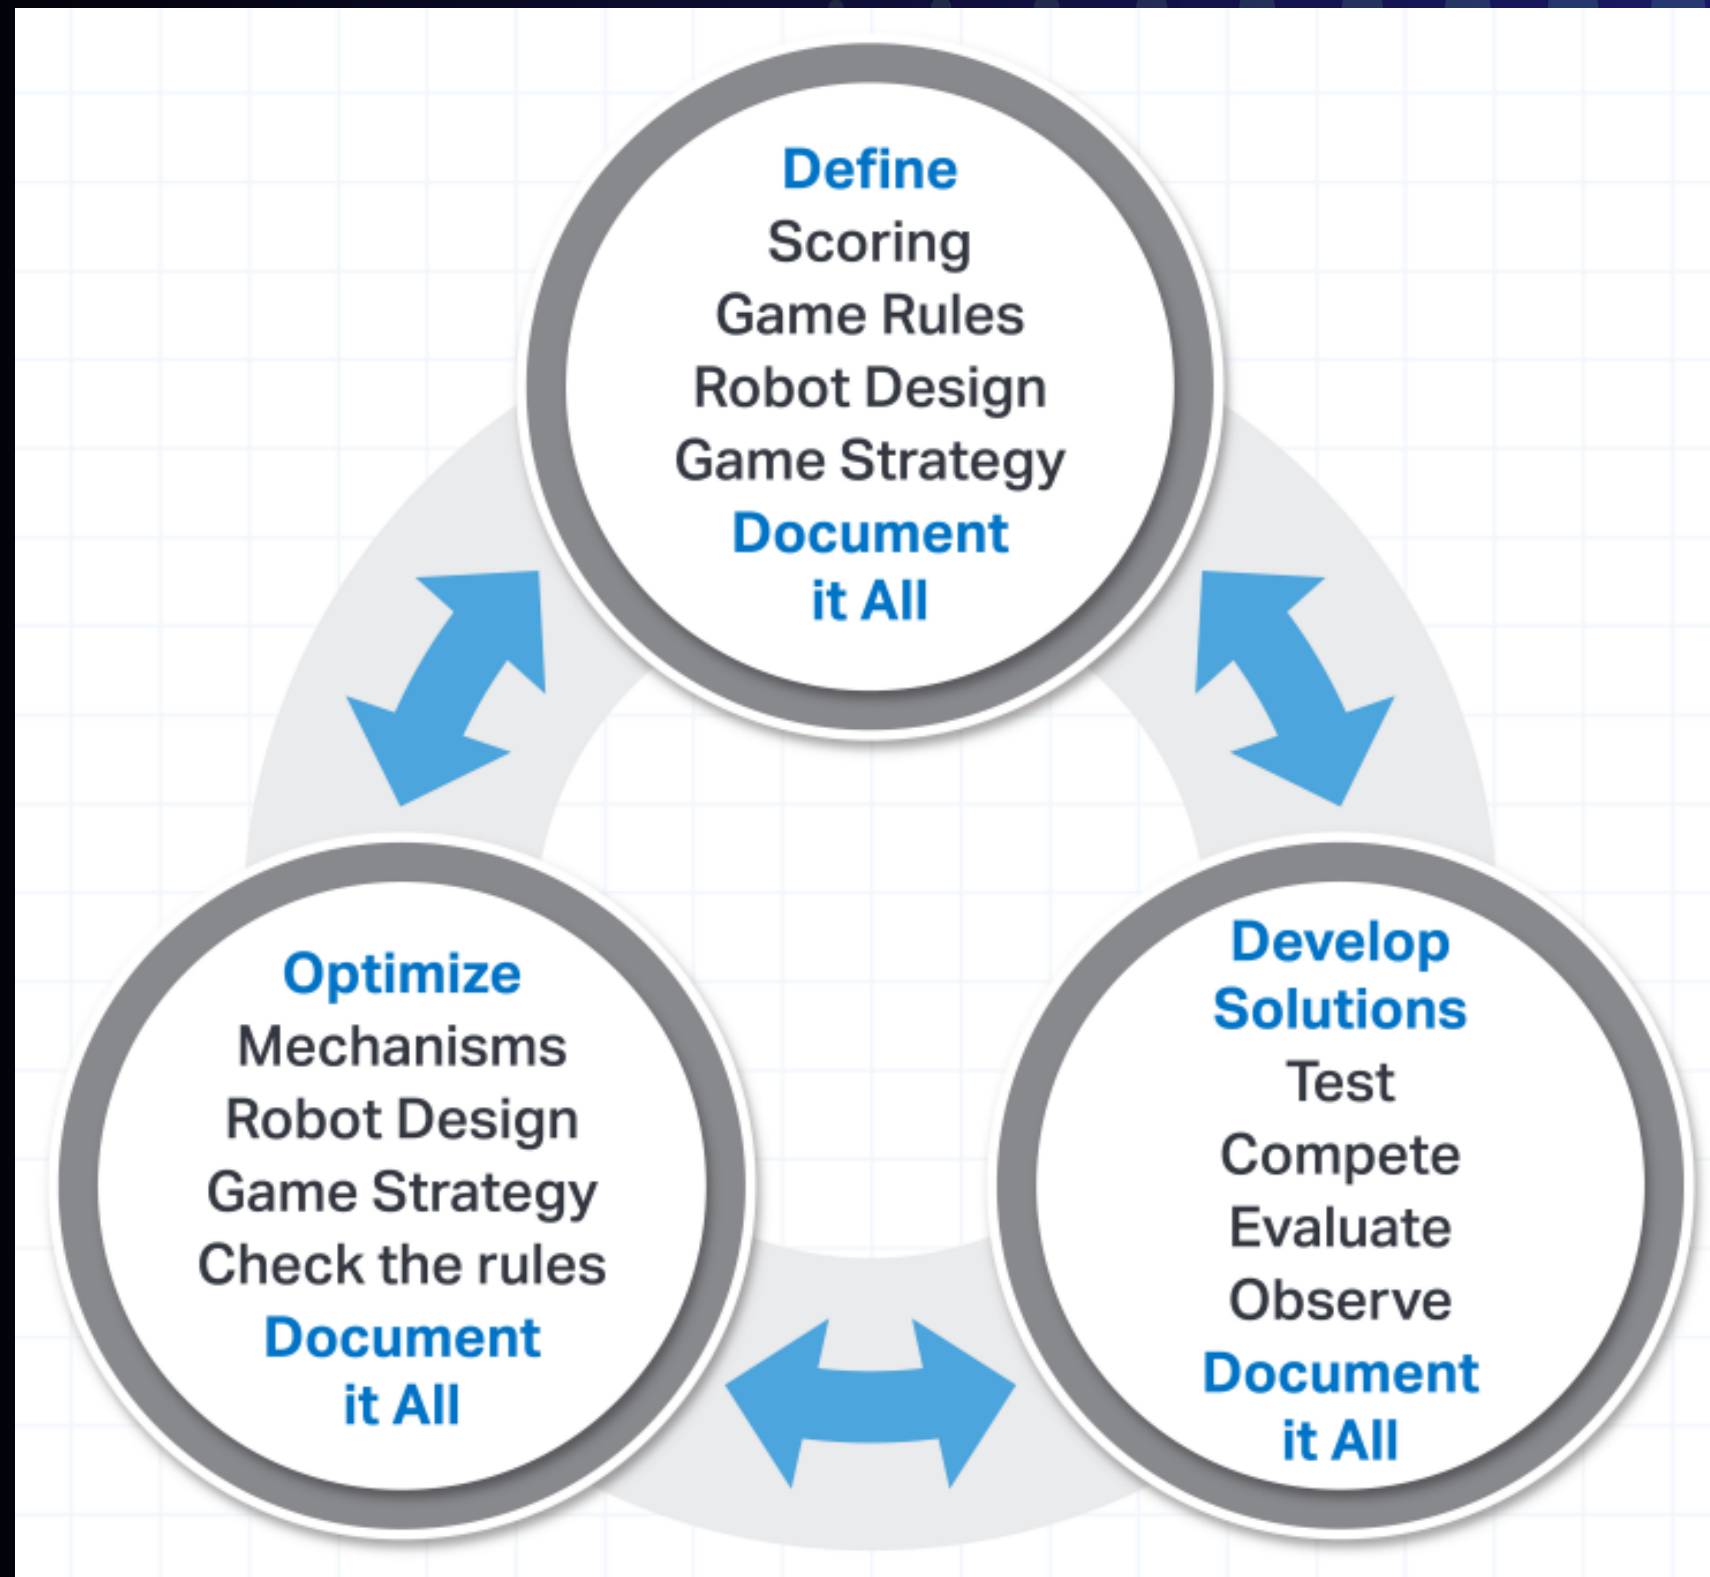 Define
Scoring
Game Rules
Robot Design
Game Strategy
Document
it All
Optimize
Mechanisms
Robot Design
Game Strategy
Check the rules
Document
it All
Develop
Solutions
Test
Compete
Evaluate
Observe
Document
it All